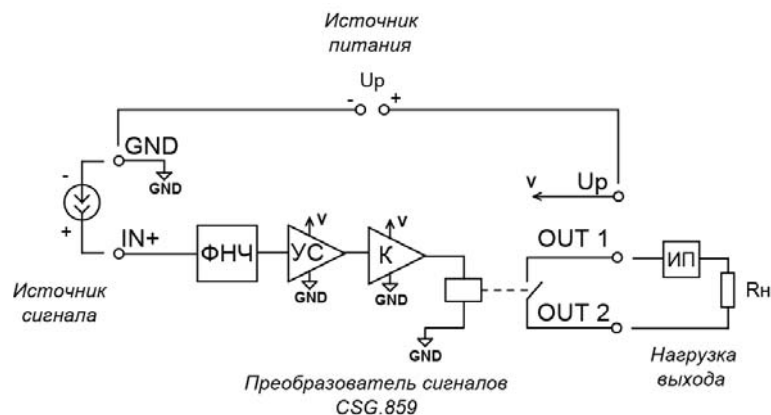 Источник
питания
Up
- +
GND
GND
-
+
V
Up
IN+
ФНЧ
V
УС
GND
V
К
GND
GND
OUT 1
OUT 2
ИП
Rн
Источник
сигнала
Нагрузка
выхода
Преобразователь сигналов
CSG.859